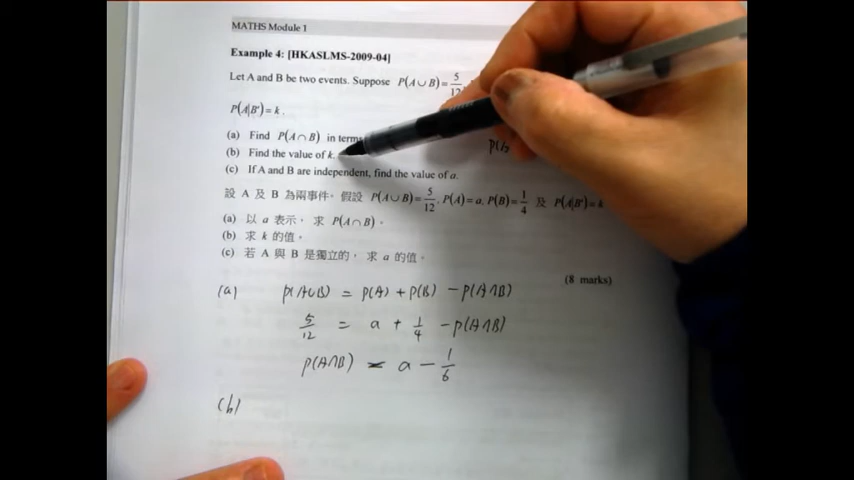 MATHS Module 1
Example 4: [HKASLMS-2009-04]
Let A and B be two events. Suppose P(A ∪ B) = 5/12
P(A|B') = k.
(a) Find P(A ∩ B) in
(b) Find the value of k.
(c) If A and B are independent, find the value of a.
設 A 及 B 為兩事件。假設 P(A ∪ B) = 5/12, P(A) = a, P(B) = 1/4 及 P(A|B') = k
(a) 以 a 表示，求 P(A ∩ B)。
(b) 求 k 的值。
(c) 若 A 與 B 是獨立的，求 a 的值。
(8 marks)
(a) P(A∪B) = P(A) + P(B) - P(A∩B)
5/12 = a + 1/4 - P(A∩B)
P(A∩B) = a - 1/6
(b)